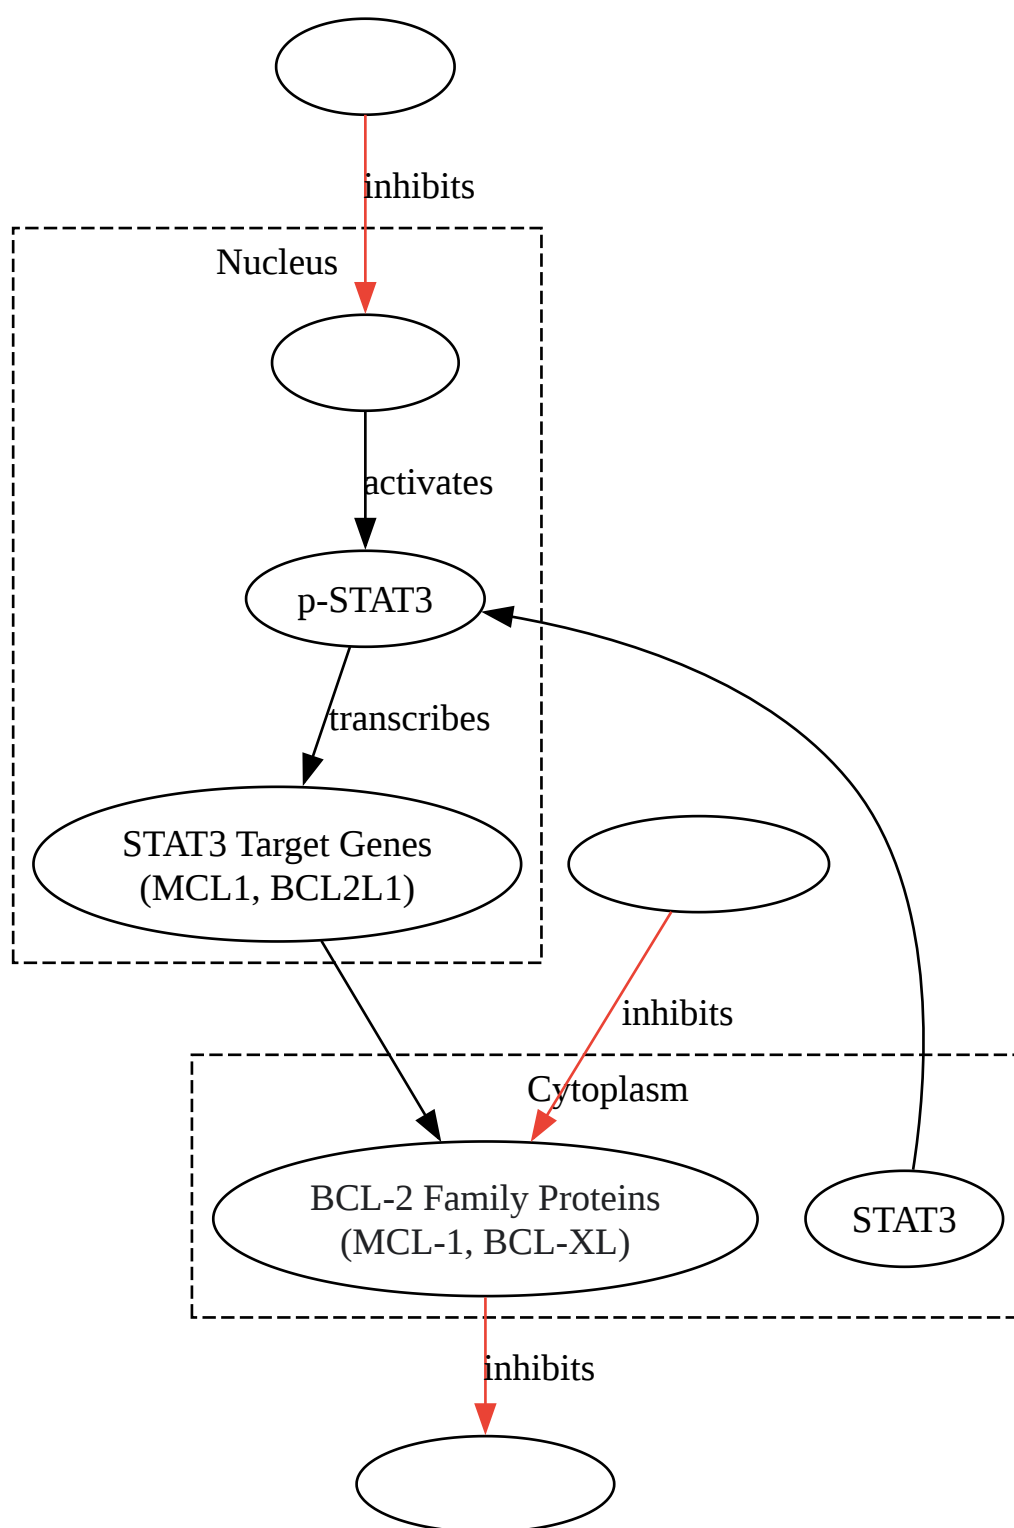 inhibits
Nucleus
activates
p-STAT3
transcribes
STAT3 Target Genes
(MCL1, BCL2L1)
inhibits
Cytoplasm
BCL-2 Family Proteins
(MCL-1, BCL-XL)
STAT3
inhibits